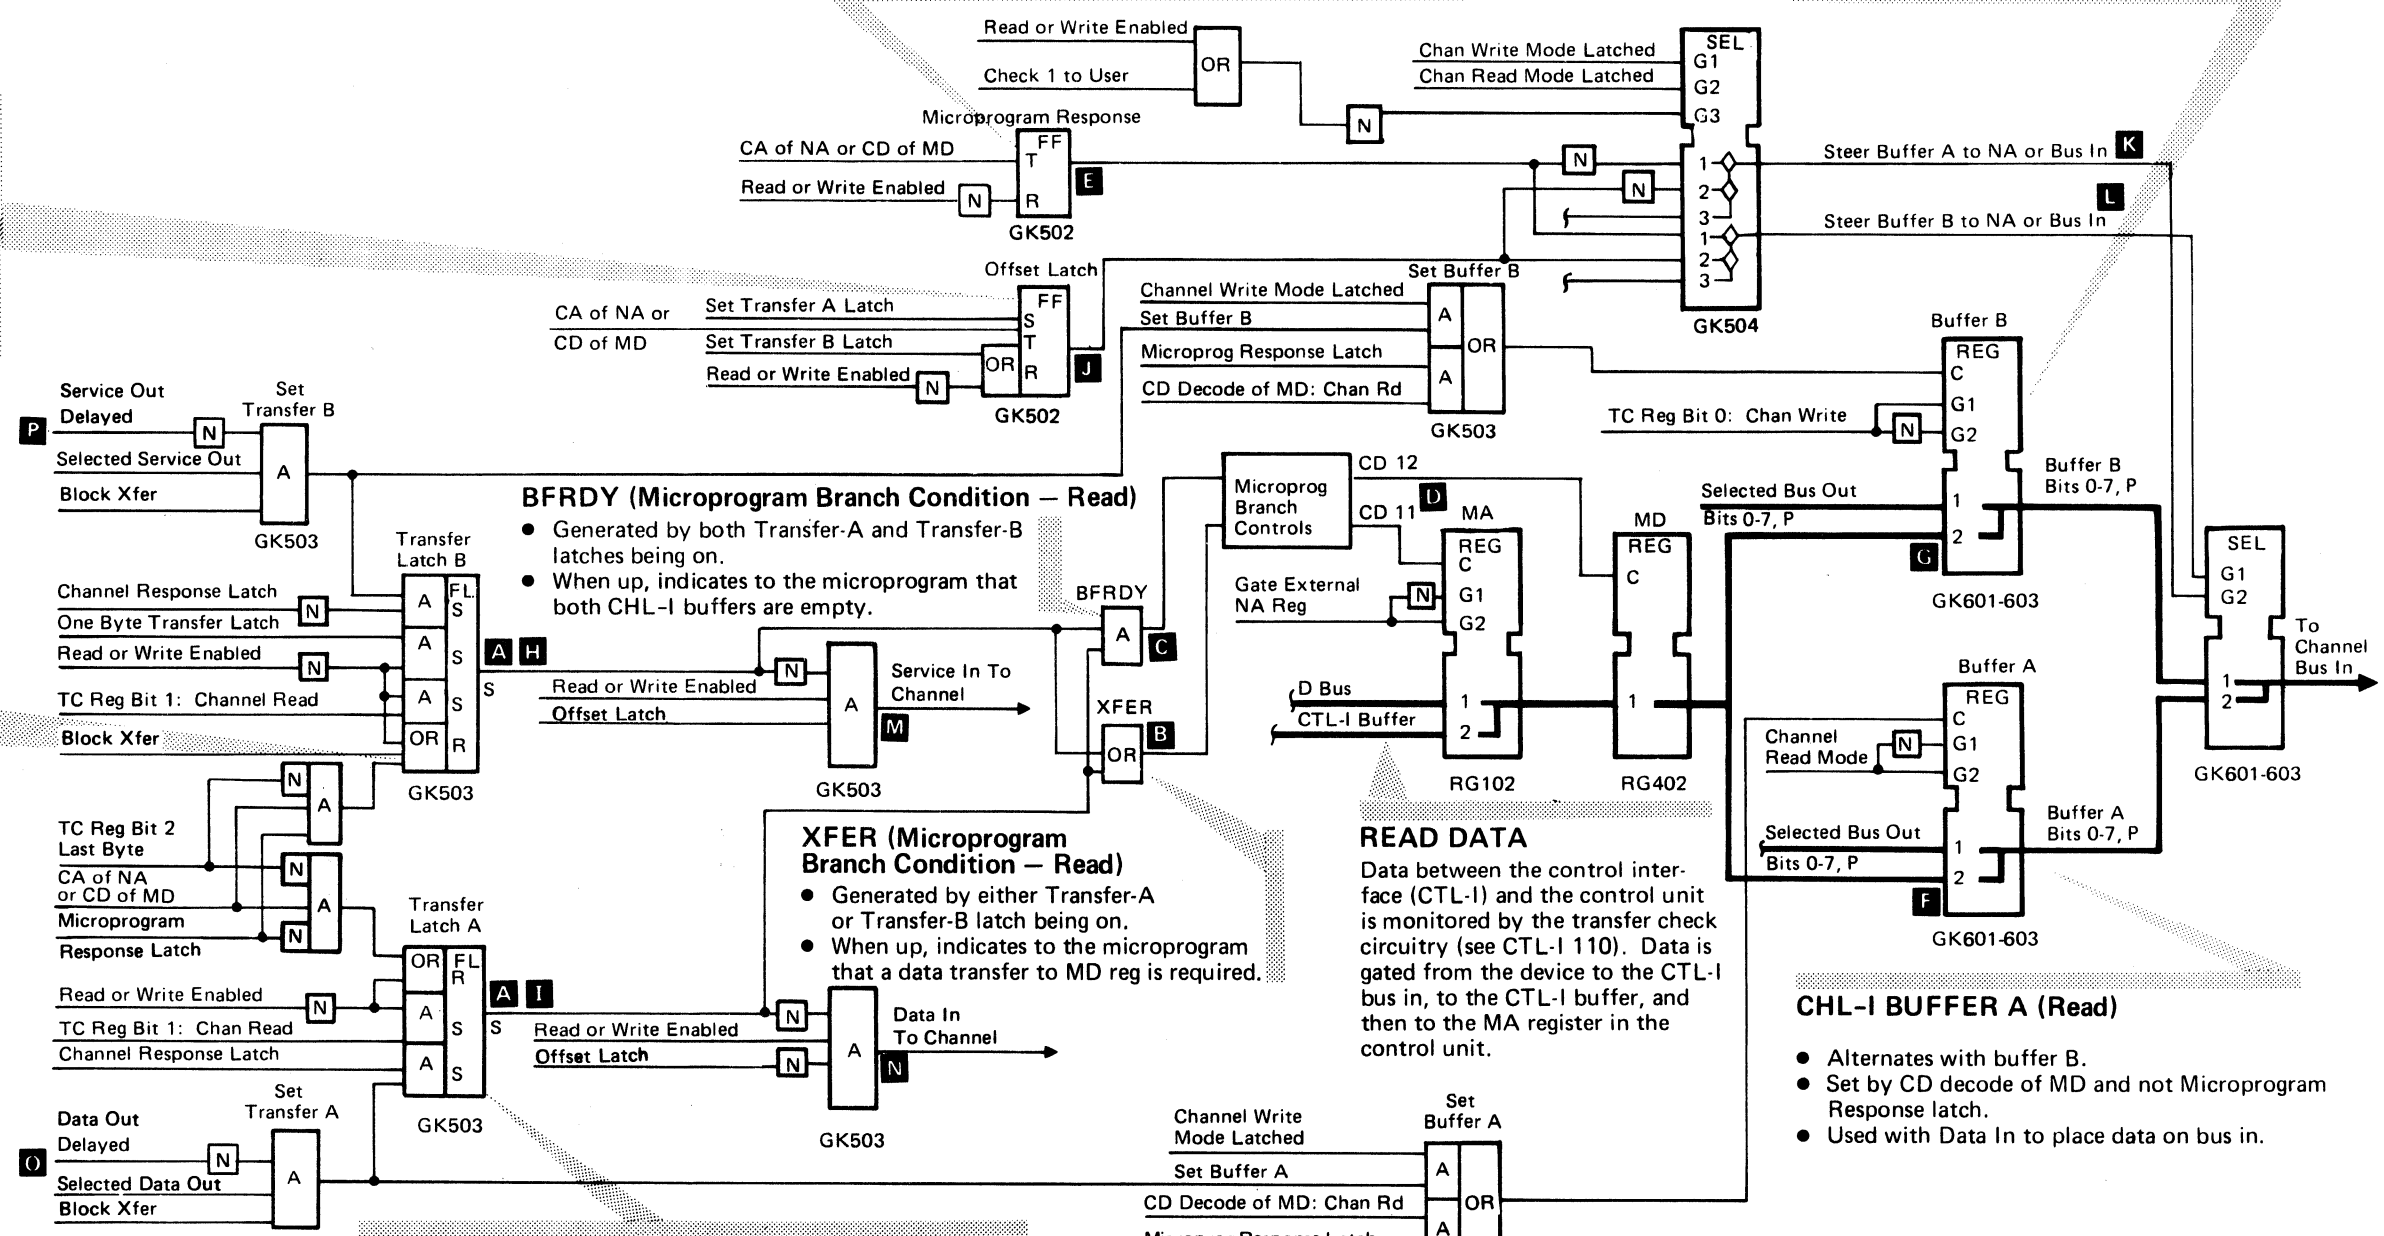 Read or Write Enabled
Check 1 to User
OR
N
Chan Write Mode Latched
Chan Read Mode Latched
SEL
G1
G2
G3
Microprogram Response
CA of NA or CD of MD
Read or Write Enabled
N
FF
T
R
E
GK502
N
N
1
2
3
1
2
3
GK504
Steer Buffer A to NA or Bus In
K
L
Steer Buffer B to NA or Bus In
Offset Latch
CA of NA or
CD of MD
Set Transfer A Latch
Set Transfer B Latch
Read or Write Enabled
N
OR
FF
S
T
R
J
GK502
Set Buffer B
Channel Write Mode Latched
Set Buffer B
Microprog Response Latch
CD Decode of MD: Chan Rd
A
A
OR
GK503
Buffer B
REG
C
G1
G2
TC Reg Bit 0: Chan Write
N
Selected Bus Out
Bits 0-7, P
1
2
G
GK601-603
Buffer B
Bits 0-7, P
Service Out
Delayed
P
N
Set
Transfer B
Selected Service Out
Block Xfer
A
GK503
BFRDY (Microprogram Branch Condition — Read)
● Generated by both Transfer-A and Transfer-B
latches being on.
● When up, indicates to the microprogram that
both CHL-I buffers are empty.
Microprog
Branch
Controls
CD 12
CD 11
D
MA
REG
C
G1
G2
Gate External
NA Reg
N
D Bus
CTL-I Buffer
1
2
RG102
MD
REG
C
1
RG402
SEL
G1
G2
1
2
GK601-603
To
Channel
Bus In
Transfer
Latch B
Channel Response Latch
N
One Byte Transfer Latch
Read or Write Enabled
N
TC Reg Bit 1: Channel Read
Block Xfer
A
A
A
OR
FL
S
S
S
R
GK503
A H
S
BFRDY
A
C
XFER
OR
B
N
Read or Write Enabled
Offset Latch
A
Service In To
Channel
M
GK503
N
A
TC Reg Bit 2
Last Byte
CA of NA
or CD of MD
Microprogram
Response Latch
N
N
A
Transfer
Latch A
Read or Write Enabled
N
TC Reg Bit 1: Chan Read
Channel Response Latch
OR
A
A
FL
R
S
S
GK503
A I
S
XFER (Microprogram
Branch Condition — Read)
● Generated by either Transfer-A
or Transfer-B latch being on.
● When up, indicates to the microprogram
that a data transfer to MD reg is required.
N
Read or Write Enabled
Offset Latch
N
A
Data In
To Channel
N
GK503
READ DATA
Data between the control inter-
face (CTL-I) and the control unit
is monitored by the transfer check
circuitry (see CTL-I 110). Data is
gated from the device to the CTL-I
bus in, to the CTL-I buffer, and
then to the MA register in the
control unit.
Buffer A
REG
C
G1
G2
Channel
Read Mode
N
Selected Bus Out
Bits 0-7, P
1
2
F
GK601-603
Buffer A
Bits 0-7, P
CHL-I BUFFER A (Read)
● Alternates with buffer B.
● Set by CD decode of MD and not Microprogram
Response latch.
● Used with Data In to place data on bus in.
Data Out
Delayed
O
N
Set
Transfer A
Selected Data Out
Block Xfer
A
Set
Buffer A
Channel Write
Mode Latched
Set Buffer A
CD Decode of MD: Chan Rd
A
A
OR